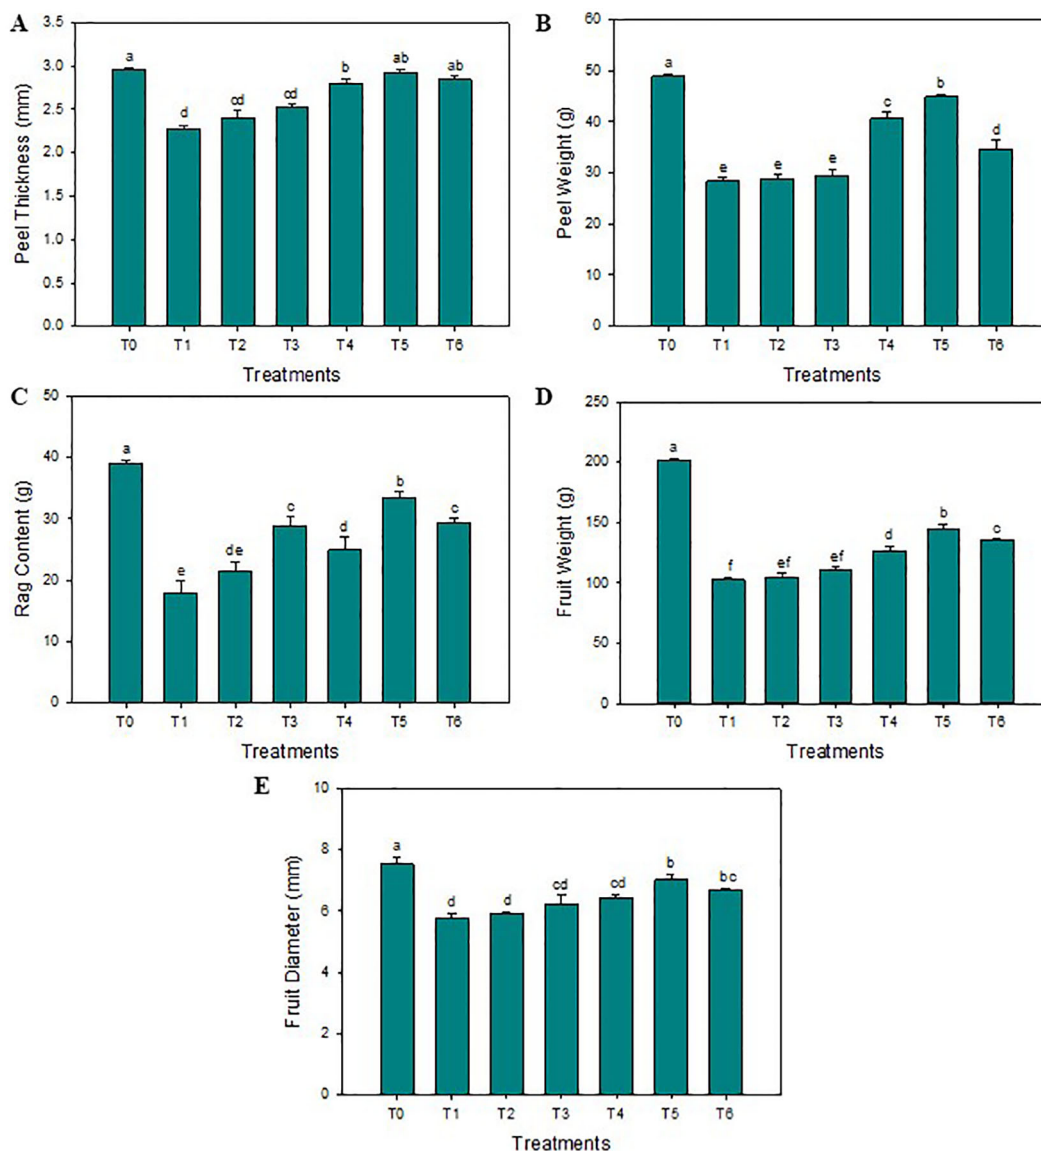 A
Peel Thickness (mm)
3.5
3.0
2.5
2.0
1.5
1.0
0.5
0.0
a
d
cd
cd
b
ab
ab
T0 T1 T2 T3 T4 T5 T6
Treatments
B
Peel Weight (g)
60
50
40
30
20
10
0
a
e
e
e
c
b
d
T0 T1 T2 T3 T4 T5 T6
Treatments
C
Rag Content (g)
50
40
30
20
10
0
a
e
de
c
d
b
c
T0 T1 T2 T3 T4 T5 T6
Treatments
D
Fruit Weight (g)
250
200
150
100
50
0
a
f
ef
ef
d
b
c
T0 T1 T2 T3 T4 T5 T6
Treatments
E
Fruit Diameter (mm)
10
8
6
4
2
0
a
d
d
cd
cd
b
bc
T0 T1 T2 T3 T4 T5 T6
Treatments